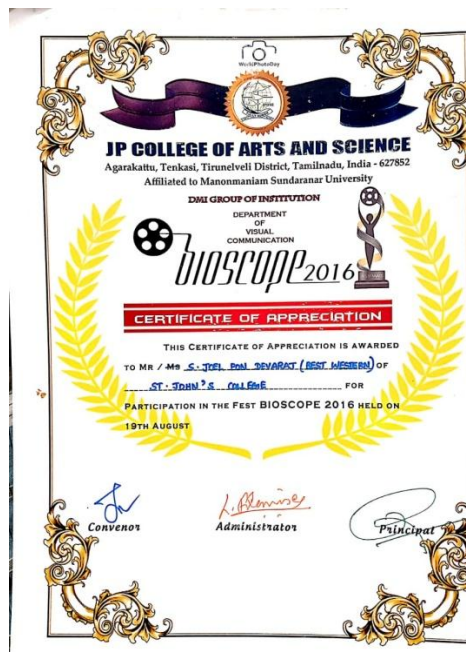 WorldPhotoDay
JP COLLEGE OF ARTS AND SCIENCE
Agarakattu, Tenkasi, Tirunelveli District, Tamilnadu, India - 627852
Affiliated to Manonmaniam Sundaranar University
DMI GROUP OF INSTITUTION
DEPARTMENT
OF
VISUAL
COMMUNICATION
BIOSCOPE 2016
CERTIFICATE OF APPRECIATION
THIS CERTIFICATE OF APPRECIATION IS AWARDED
TO MR / MS S. JOEL PON DEVARAJ (BEST WESTERN) OF
ST. JOHN'S COLLEGE FOR
PARTICIPATION IN THE FEST BIOSCOPE 2016 HELD ON
19TH AUGUST
Convenor Administrator Principal